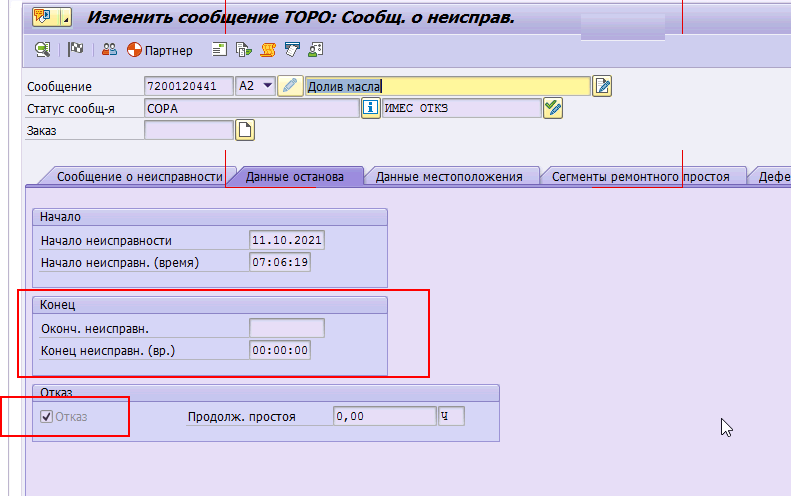 Изменить сообщение ТОРО: Сообщ. о неисправ.
Партнер
Сообщение 7200120441 A2 Долив масла
Статус сообщ-я СОРА ИМЕС ОТКЗ
Заказ
Сообщение о неисправности Данные останова Данные местоположения Сегменты ремонтного простоя Дефе
Начало
Начало неисправности 11.10.2021
Начало неисправн. (время) 07:06:19
Конец
Оконч. неисправн.
Конец неисправн. (вр.) 00:00:00
Отказ
Отказ Продолж. простоя 0,00 Ч